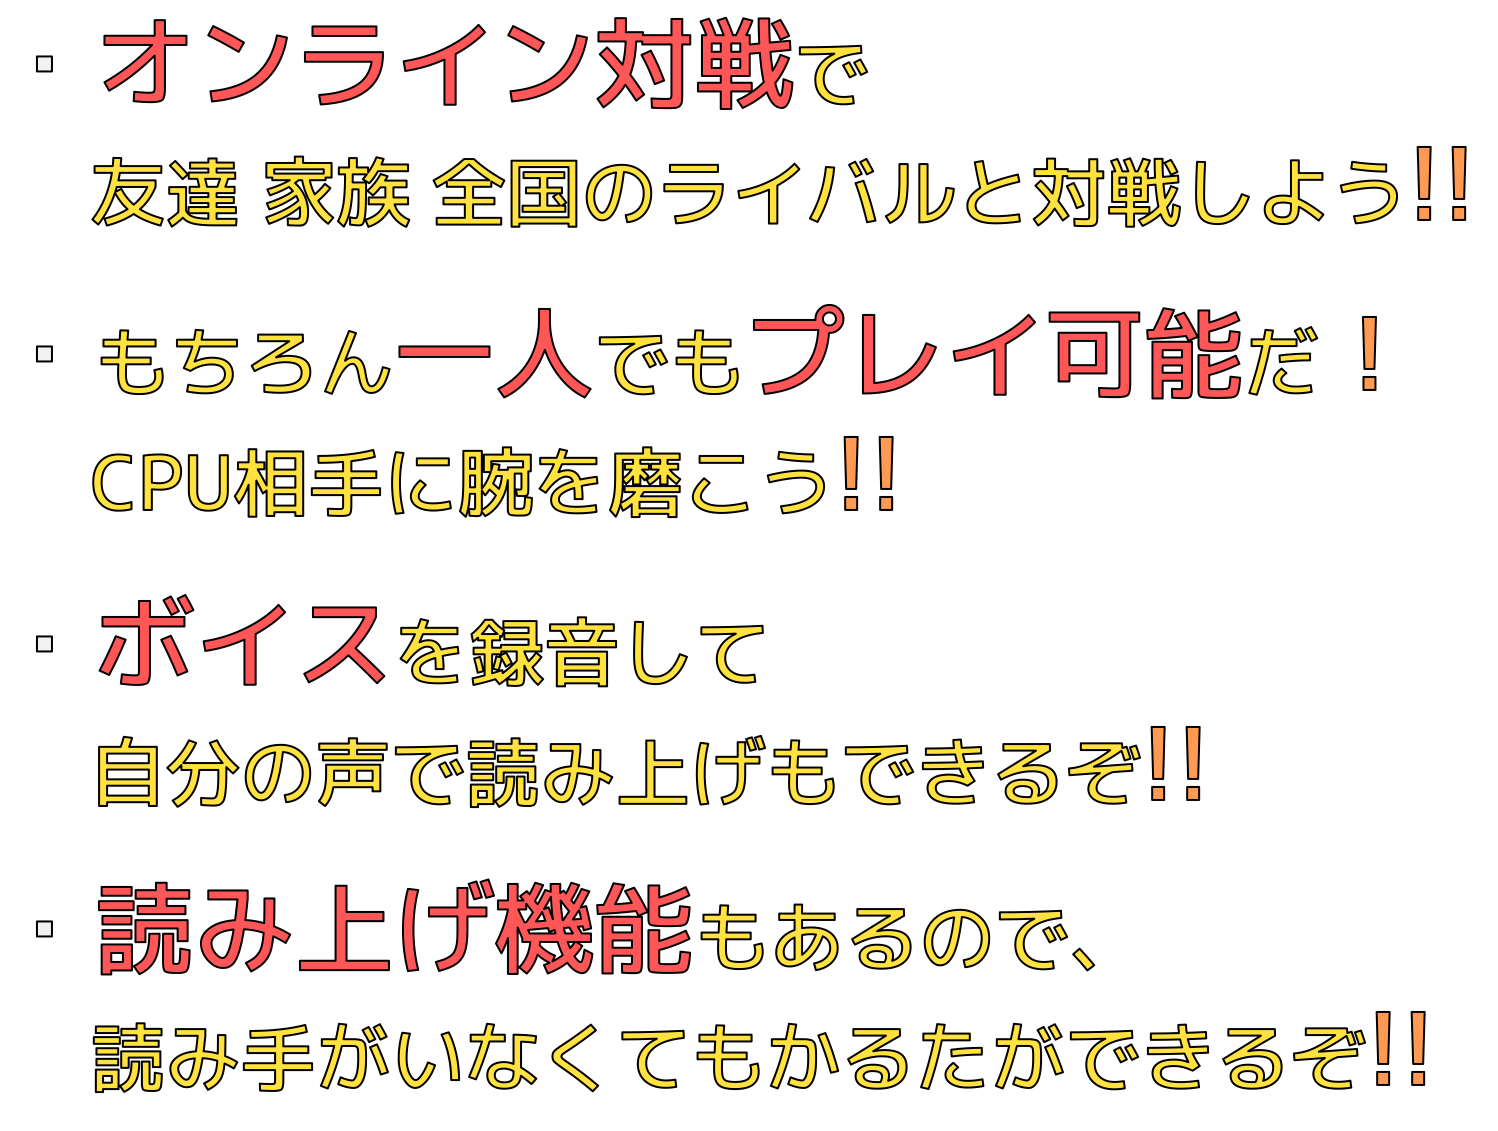 ・ オンライン対戦で
友達 家族 全国のライバルと対戦しよう!!
・ もちろん一人でもプレイ可能だ！
CPU相手に腕を磨こう!!
・ ボイスを録音して
自分の声で読み上げもできるぞ!!
・ 読み上げ機能もあるので、
読み手がいなくてもかるたができるぞ!!